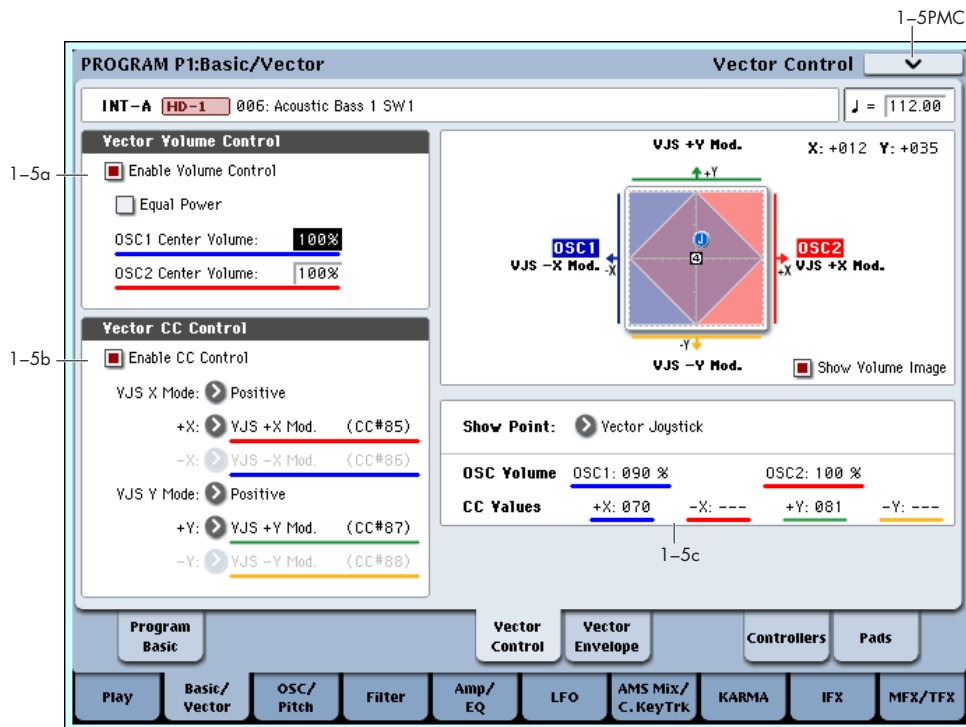 1–5PMC
PROGRAM P1:Basic/Vector Vector Control
INT-A HD-1 006: Acoustic Bass 1 SW1 ♩ = 112.00
Vector Volume Control
1–5a
Enable Volume Control
Equal Power
OSC1 Center Volume: 100%
OSC2 Center Volume: 100%
VJS +Y Mod.
X: +012 Y: +035
+Y
OSC1
VJS -X Mod.
-X
J
4
OSC2
+X
VJS +X Mod.
-Y
VJS -Y Mod.
Show Volume Image
Vector CC Control
1–5b
Enable CC Control
VJS X Mode: Positive
+X: VJS +X Mod. (CC#85)
-X: VJS -X Mod. (CC#86)
VJS Y Mode: Positive
+Y: VJS +Y Mod. (CC#87)
-Y: VJS -Y Mod. (CC#88)
Show Point: Vector Joystick
OSC Volume OSC1: 090 % OSC2: 100 %
CC Values +X: 070 -X: --- +Y: 081 -Y: ---
1–5c
Program Basic
Vector Control
Vector Envelope
Controllers
Pads
Play
Basic/ Vector
OSC/ Pitch
Filter
Amp/ EQ
LFO
AMS Mix/ C.KeyTrk
KARMA
IFX
MFX/TFX